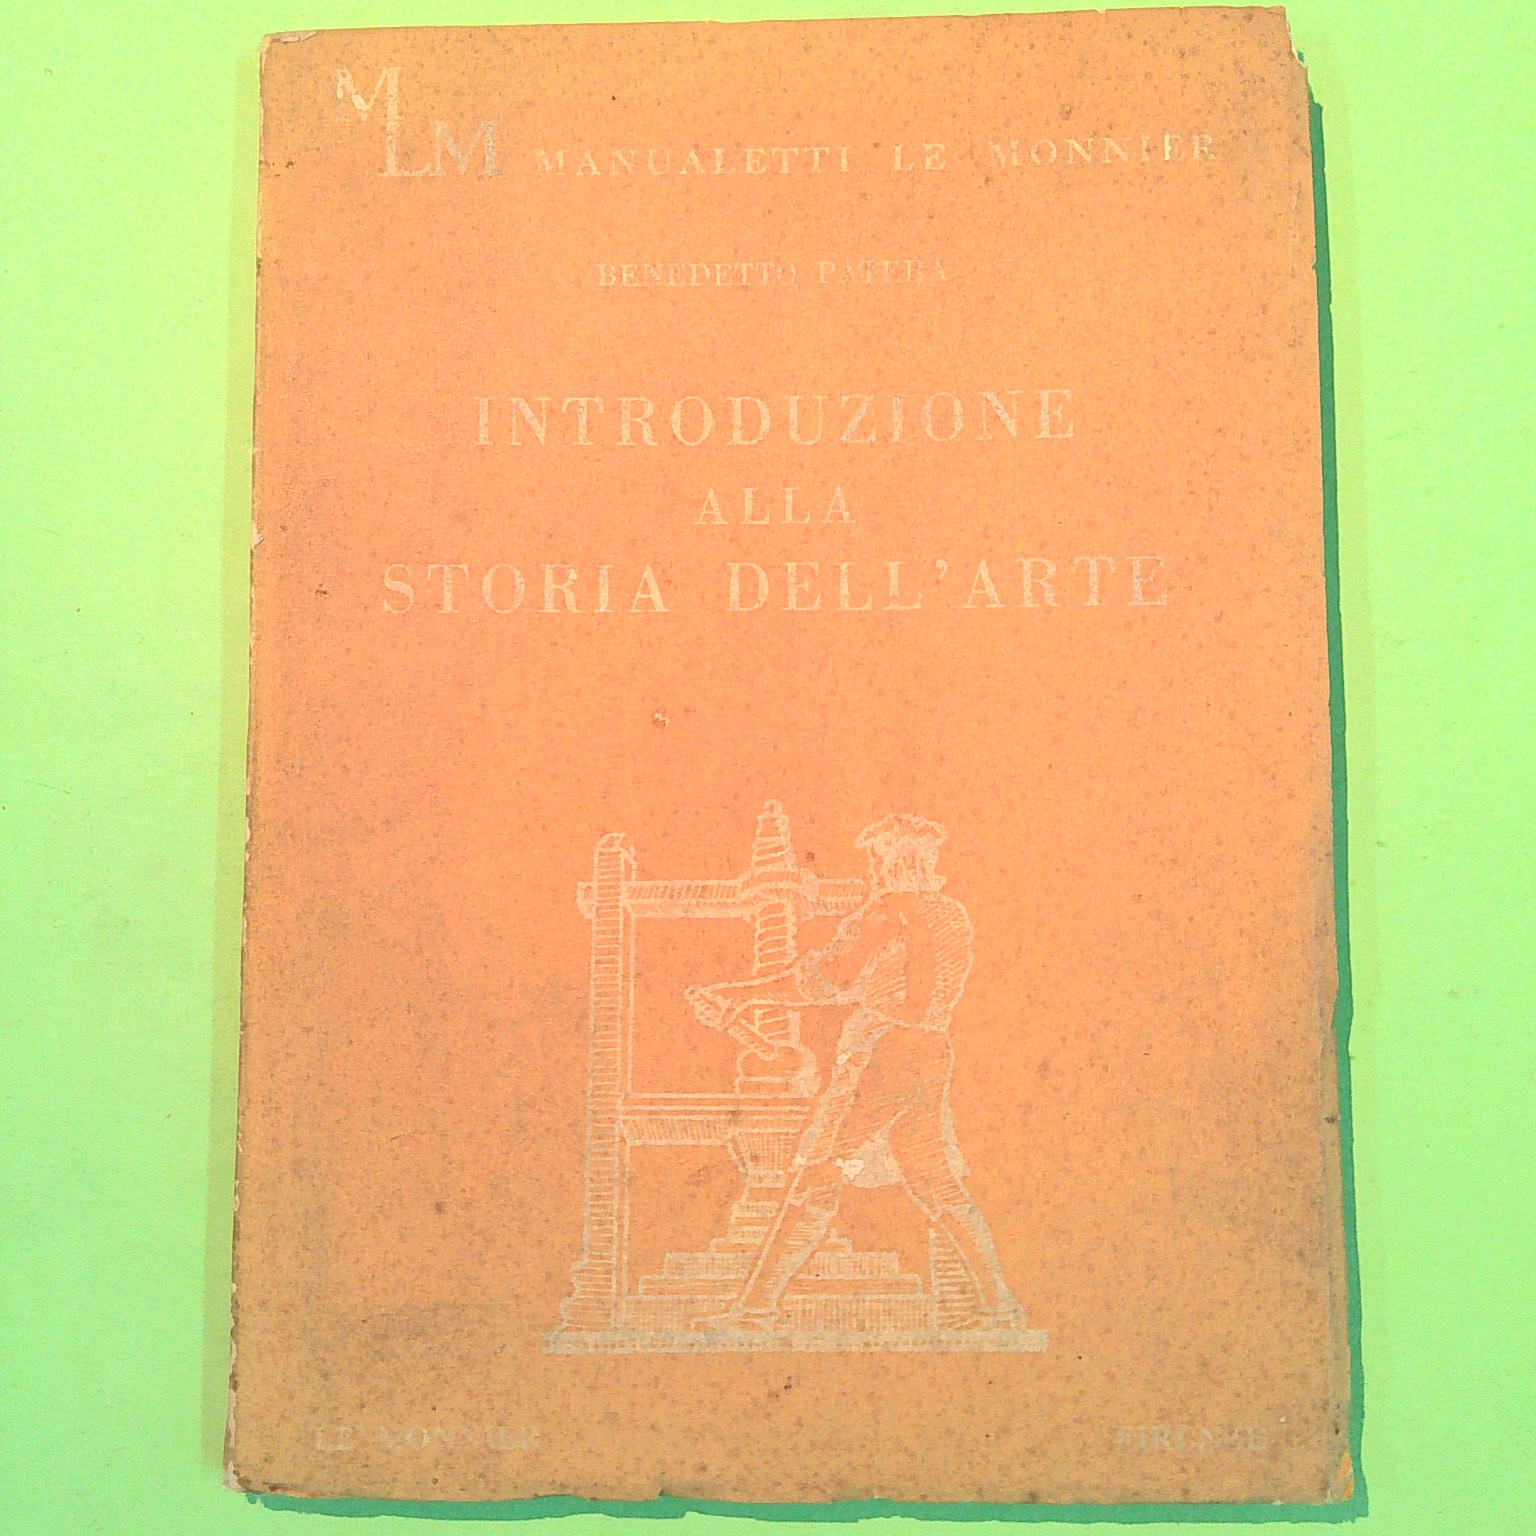 MLM MANUALETTI LE MONNIER
BENEDETTO PATERA
INTRODUZIONE
ALLA
STORIA DELL'ARTE
LE MONNIER FIRENZE